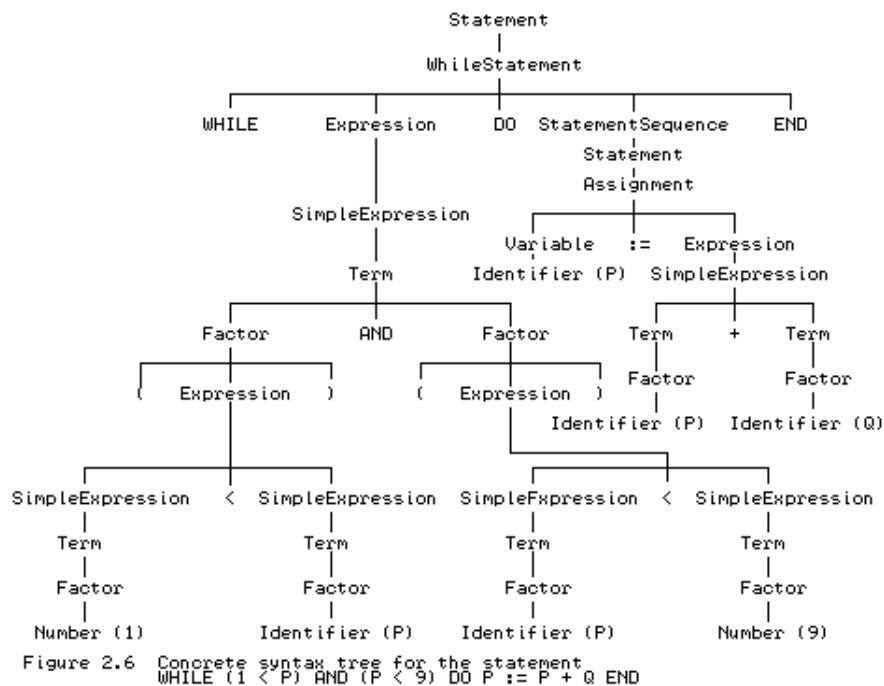 Statement
WhileStatement
WHILE Expression DO StatementSequence END
Statement
Assignment
SimpleExpression
Variable := Expression
Term Identifier (P) SimpleExpression
Factor AND Factor Term + Term
Factor Factor
( Expression ) ( Expression )
Identifier (P) Identifier (Q)
SimpleExpression < SimpleExpression SimpleFxpression < SimpleExpression
Term Term Term Term
Factor Factor Factor Factor
Number (1) Identifier (P) Identifier (P) Number (9)
Figure 2.6 Concrete syntax tree for the statement
WHILE (1 < P) AND (P < 9) DO P := P + Q END